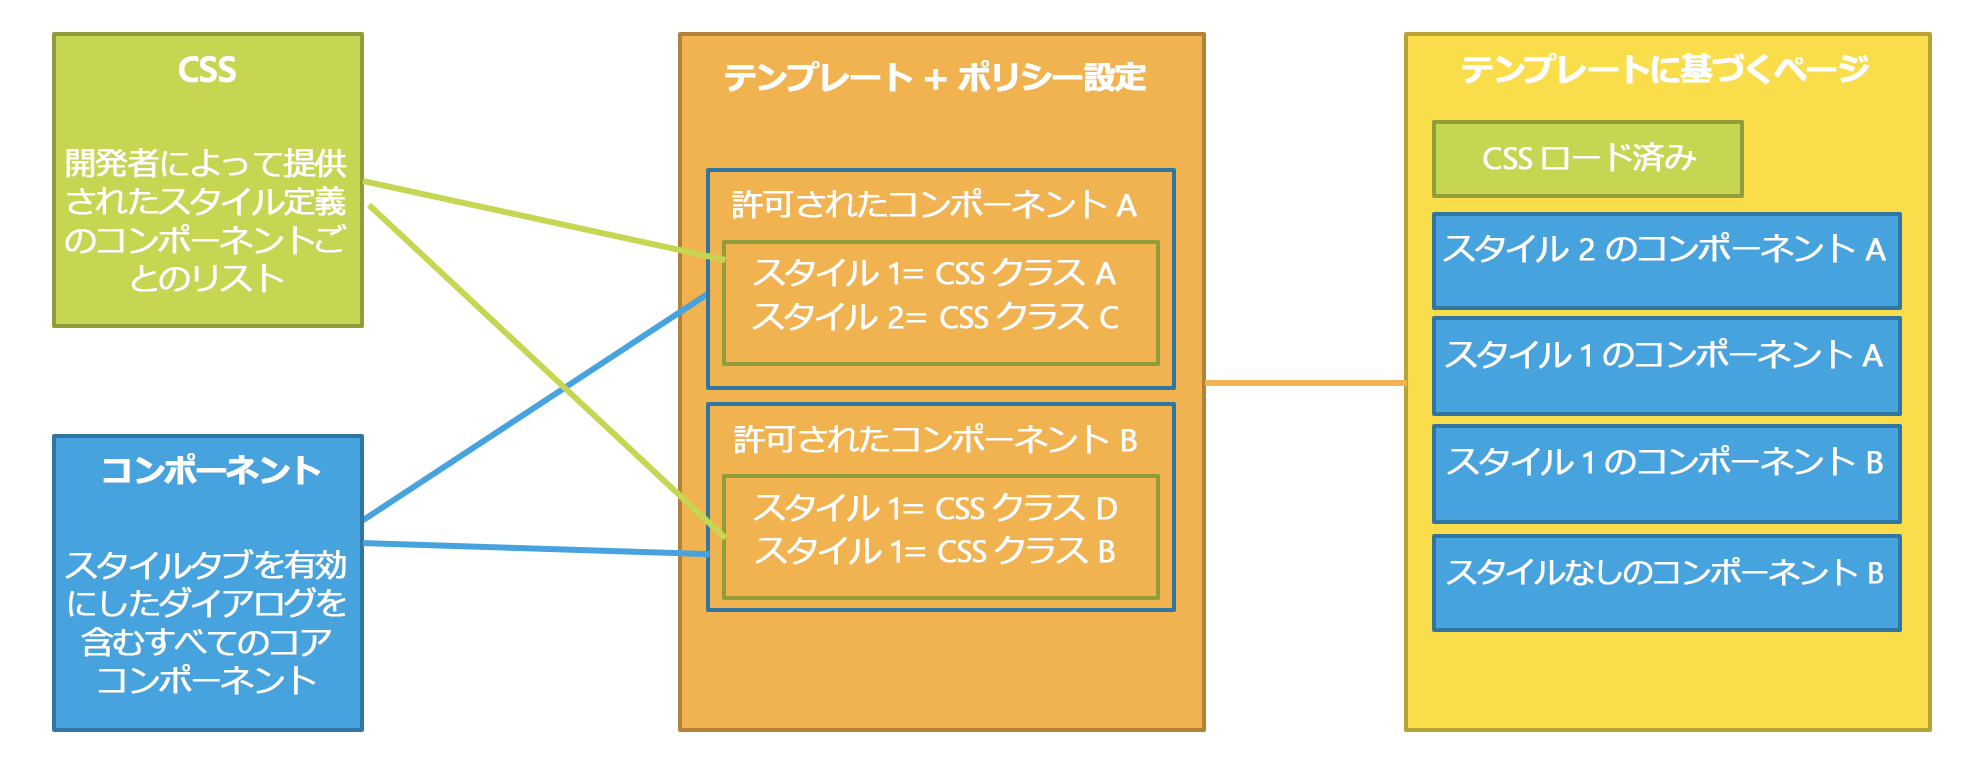 CSS
開発者によって提供
されたスタイル定義
のコンポーネントご
とのリスト
コンポーネント
スタイルタブを有効
にしたダイアログを
含むすべてのコア
コンポーネント
テンプレート + ポリシー設定
許可されたコンポーネント A
スタイル 1= CSS クラス A
スタイル 2= CSS クラス C
許可されたコンポーネント B
スタイル 1= CSS クラス D
スタイル 1= CSS クラス B
テンプレートに基づくページ
CSS ロード済み
スタイル 2 のコンポーネント A
スタイル 1 のコンポーネント A
スタイル 1 のコンポーネント B
スタイルなしのコンポーネント B